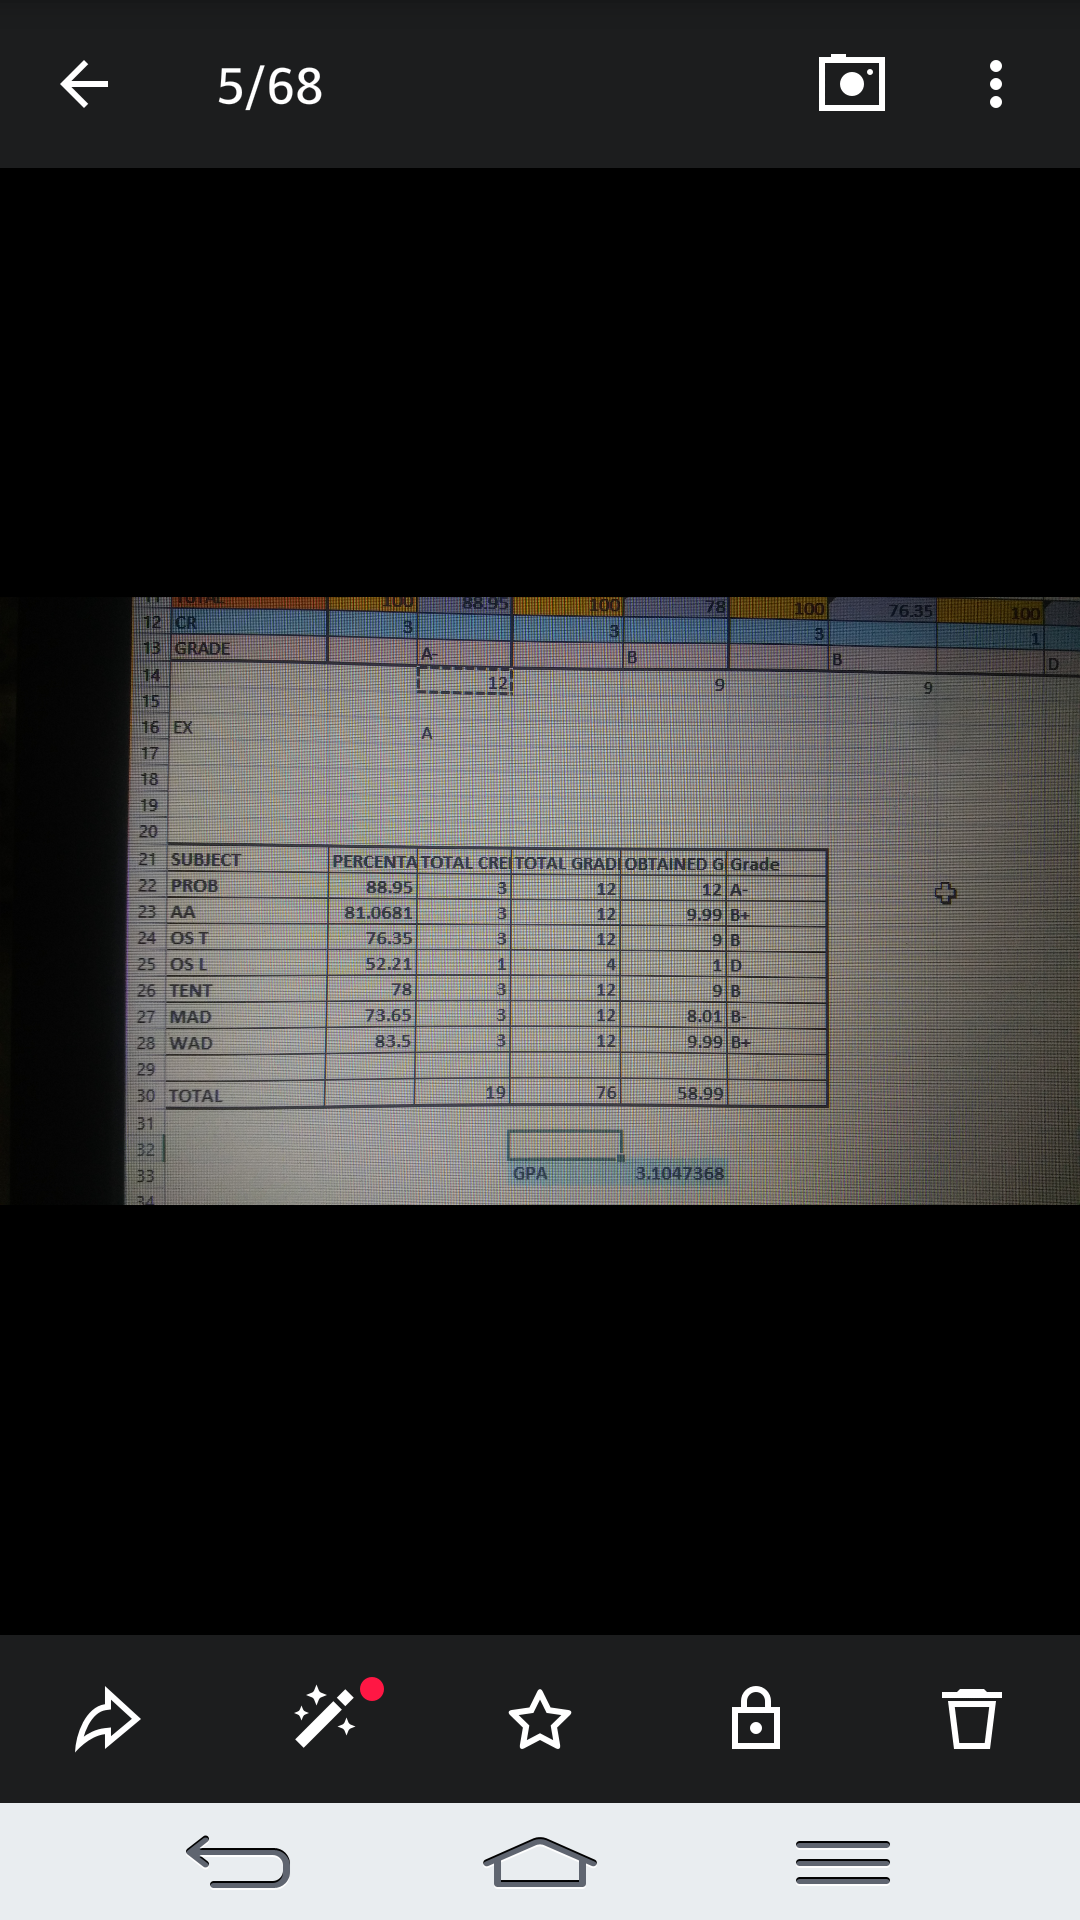 5/68
11 TOTAL 100 88.95 100 78 100 76.35 100
12 CR 3 3 3 1
13 GRADE A- B B D
14 12 9 9
15
16 EX A
17
18
19
20
21 SUBJECT PERCENTA TOTAL CRE TOTAL GRADI OBTAINED G Grade
22 PROB 88.95 3 12 12 A-
23 AA 81.0681 3 12 9.99 B+
24 OS T 76.35 3 12 9 B
25 OS L 52.21 1 4 1 D
26 TENT 78 3 12 9 B
27 MAD 73.65 3 12 8.01 B-
28 WAD 83.5 3 12 9.99 B+
29
30 TOTAL 19 76 58.99
31
32
33 GPA 3.1047368
34